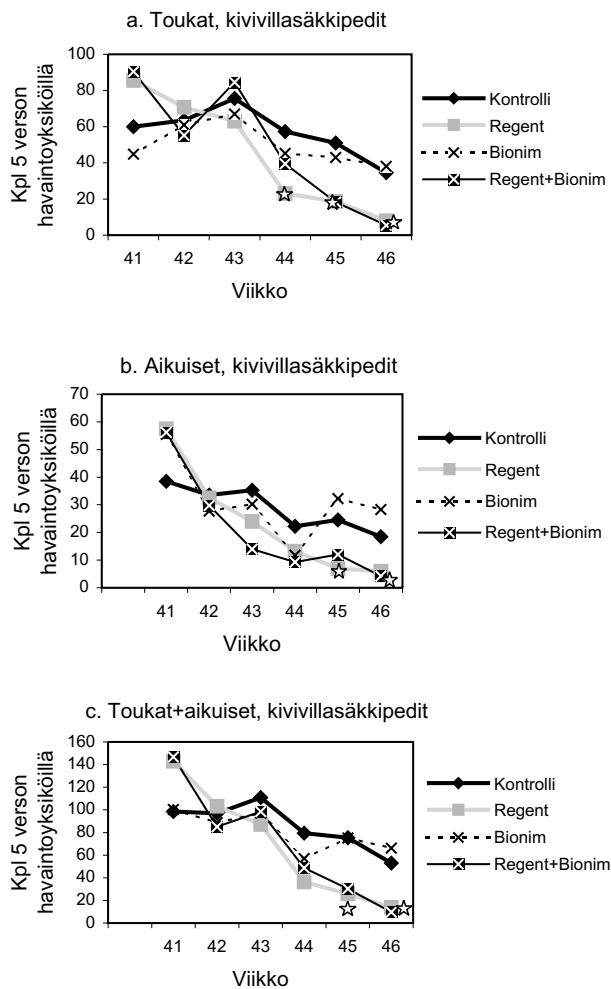 a. Toukat, kivivillasäkkipedit
Kpl 5 verson
havaintoyksiköillä
100
80
60
40
20
0
41 42 43 44 45 46
Viikko
Kontrolli
Regent
Bionim
Regent+Bionim
b. Aikuiset, kivivillasäkkipedit
Kpl 5 verson
havaintoyksiköillä
70
60
50
40
30
20
10
0
41 42 43 44 45 46
Viikko
Kontrolli
Regent
Bionim
Regent+Bionim
c. Toukat+aikuiset, kivivillasäkkipedit
Kpl 5 verson
havaintoyksiköillä
160
140
120
100
80
60
40
20
0
41 42 43 44 45 46
Viikko
Kontrolli
Regent
Bionim
Regent+Bionim